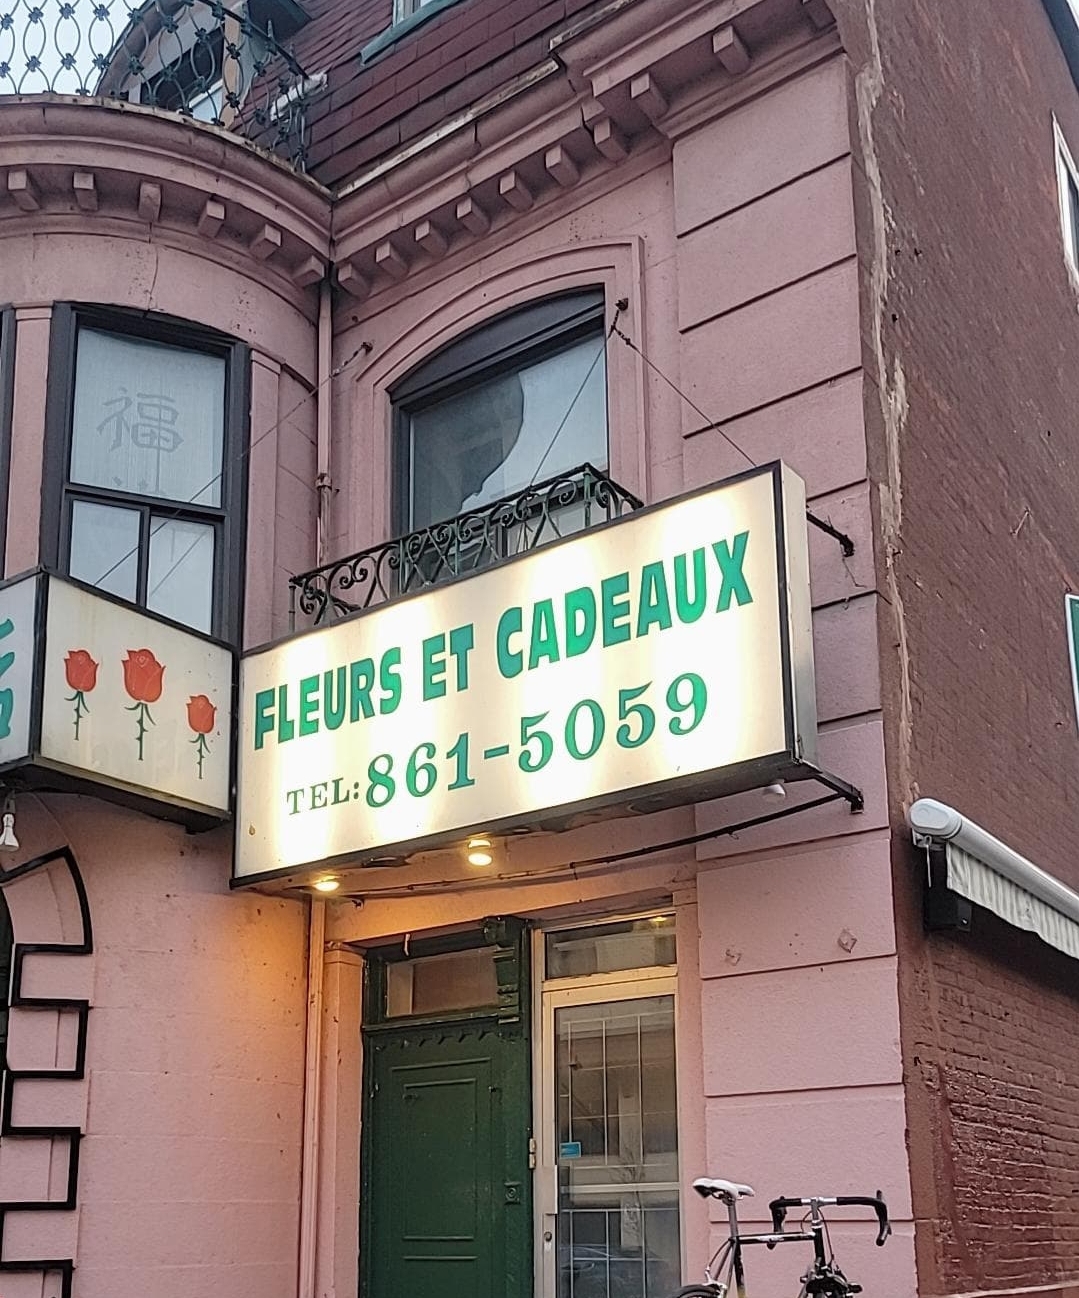 福
FLEURS ET CADEAUX
TEL: 861-5059